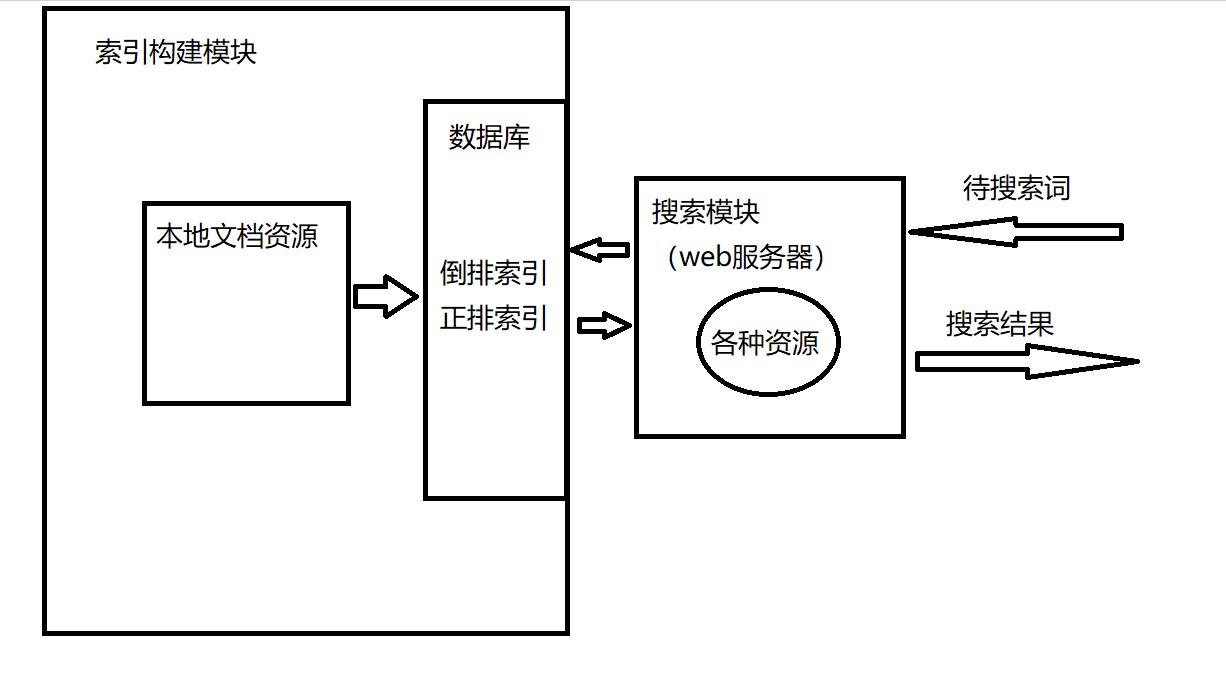 索引构建模块
数据库
本地文档资源
倒排索引
正排索引
搜索模块
（web服务器）
各种资源
待搜索词
搜索结果